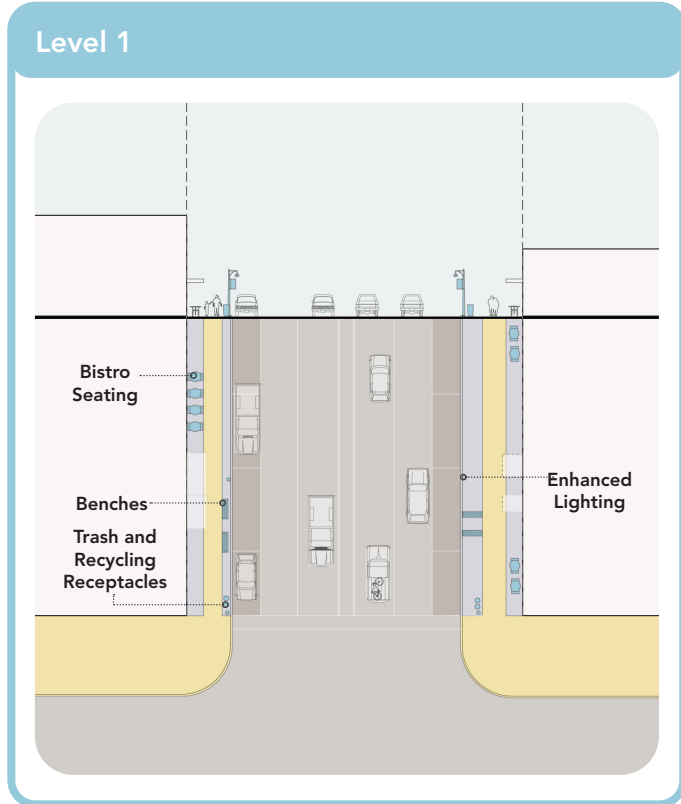 Level 1
Bistro
Seating
Benches
Trash and
Recycling
Receptacles
Enhanced
Lighting